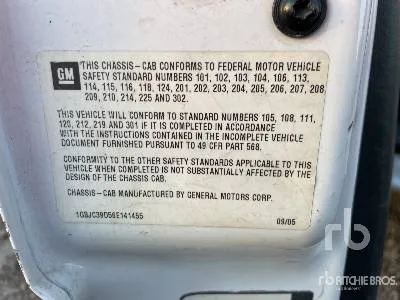 GM
THIS CHASSIS-CAB CONFORMS TO FEDERAL MOTOR VEHICLE
SAFETY STANDARD NUMBERS 101, 102, 103, 104, 106, 113,
114, 115, 116, 118, 124, 201, 202, 203, 204, 205, 206, 207, 208
209, 210, 214, 225 AND 302.
THIS VEHICLE WILL CONFORM TO STANDARD NUMBERS 105, 108, 111,
120, 212, 219 AND 301 IF IT IS COMPLETED IN ACCORDANCE
WITH THE INSTRUCTIONS CONTAINED IN THE INCOMPLETE VEHICLE
DOCUMENT FURNISHED PURSUANT TO 49 CFR PART 568.
CONFORMITY TO THE OTHER SAFETY STANDARDS APPLICABLE TO THIS
VEHICLE WHEN COMPLETED IS NOT SUBSTANTIALLY AFFECTED BY THE
DESIGN OF THE CHASSIS CAB.
CHASSIS-CAB MANUFACTURED BY GENERAL MOTORS CORP.
1GBJC39D56E141455
09/05
rb
RITCHIE BROS.